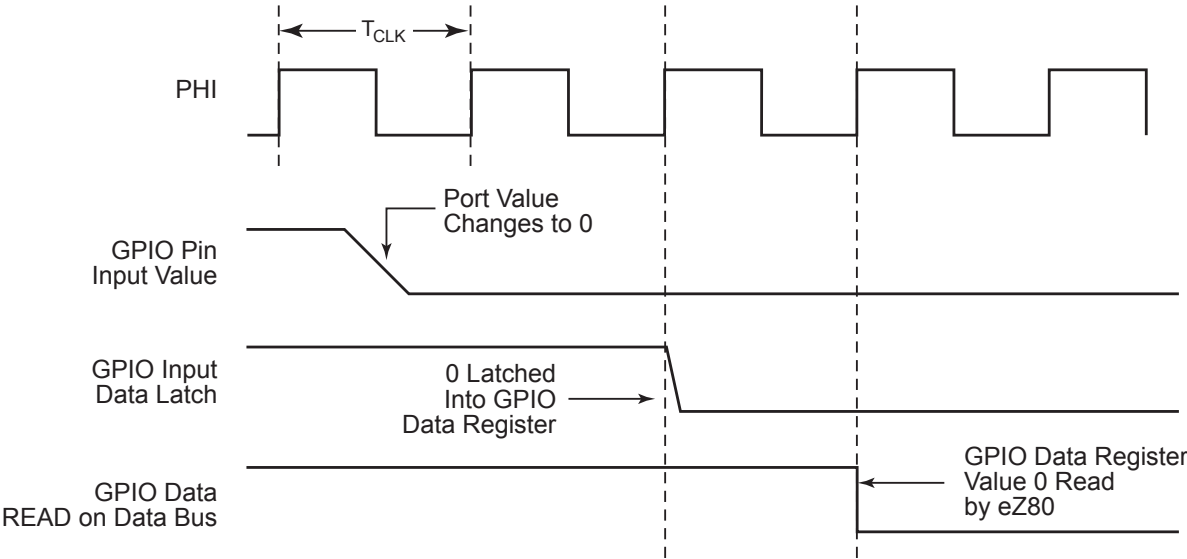 TCLK
PHI
Port Value
Changes to 0
GPIO Pin
Input Value
GPIO Input
Data Latch
0 Latched
Into GPIO
Data Register
GPIO Data Register
Value 0 Read
by eZ80
GPIO Data
READ on Data Bus